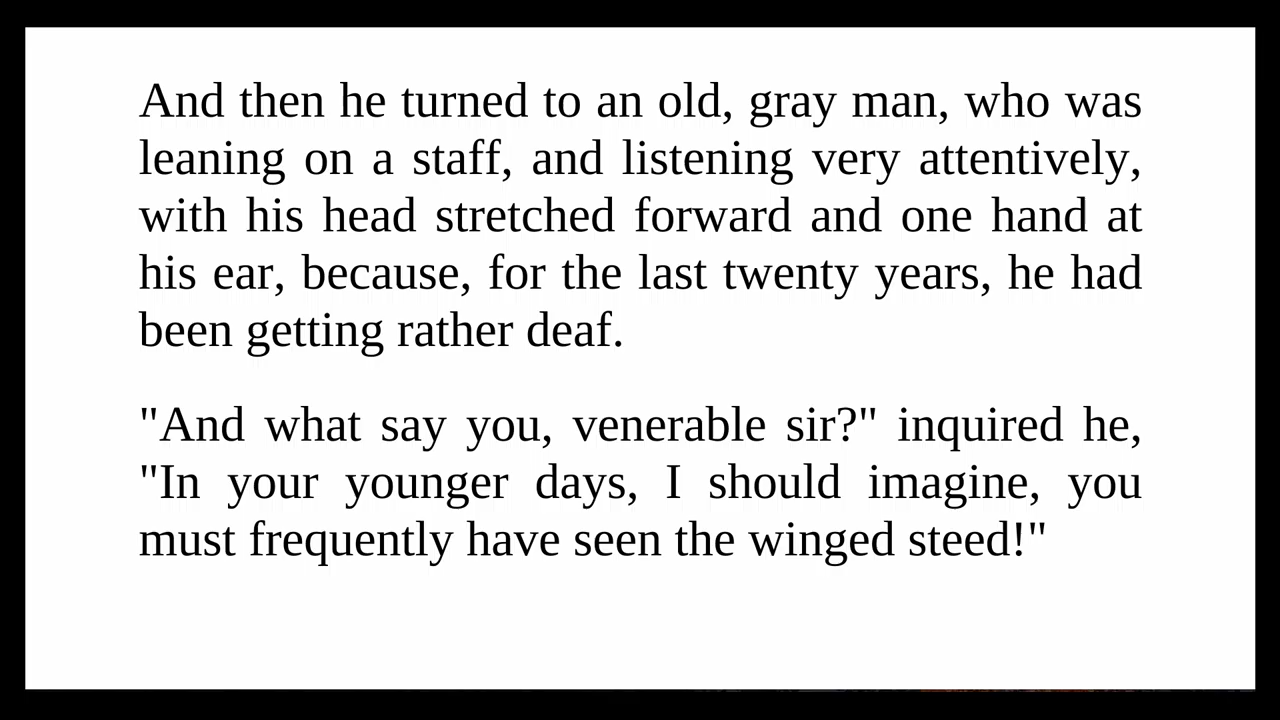 And then he turned to an old, gray man, who was
leaning on a staff, and listening very attentively,
with his head stretched forward and one hand at
his ear, because, for the last twenty years, he had
been getting rather deaf.
"And what say you, venerable sir?" inquired he,
"In your younger days, I should imagine, you
must frequently have seen the winged steed!"